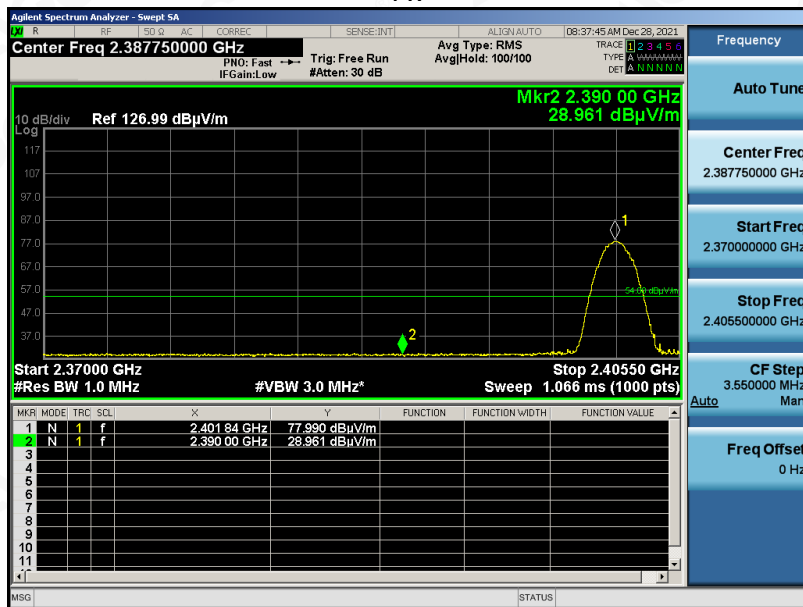 Agilent Spectrum Analyzer - Swept SA
LXI R RF 50 Ω AC CORREC SENSE:INT ALIGN AUTO 08:37:45 AM Dec 28, 2021
Center Freq 2.387750000 GHz Avg Type: RMS TRACE 1 2 3 4 5 6 Frequency
PNO: Fast Trig: Free Run Avg|Hold: 100/100 TYPE A WWWWW
IFGain:Low #Atten: 30 dB DET A N N N N N
Auto Tune
Mkr2 2.390 00 GHz
10 dB/div Ref 126.99 dBµV/m 28.961 dBµV/m
Log
117
107
97.0
87.0
77.0
67.0
57.0
47.0
37.0
1
54.00 dBµV/m
2
Start 2.37000 GHz Stop 2.40550 GHz
#Res BW 1.0 MHz #VBW 3.0 MHz* Sweep 1.066 ms (1000 pts)
Center Freq
2.387750000 GHz
Start Freq
2.370000000 GHz
Stop Freq
2.405500000 GHz
CF Step
3.550000 MHz
Auto Man
Freq Offset
0 Hz
MKR MODE TRC SCL X Y FUNCTION FUNCTION WIDTH FUNCTION VALUE
1 N 1 f 2.401 84 GHz 77.990 dBµV/m
2 N 1 f 2.390 00 GHz 28.961 dBµV/m
3
4
5
6
7
8
9
10
11
MSG STATUS